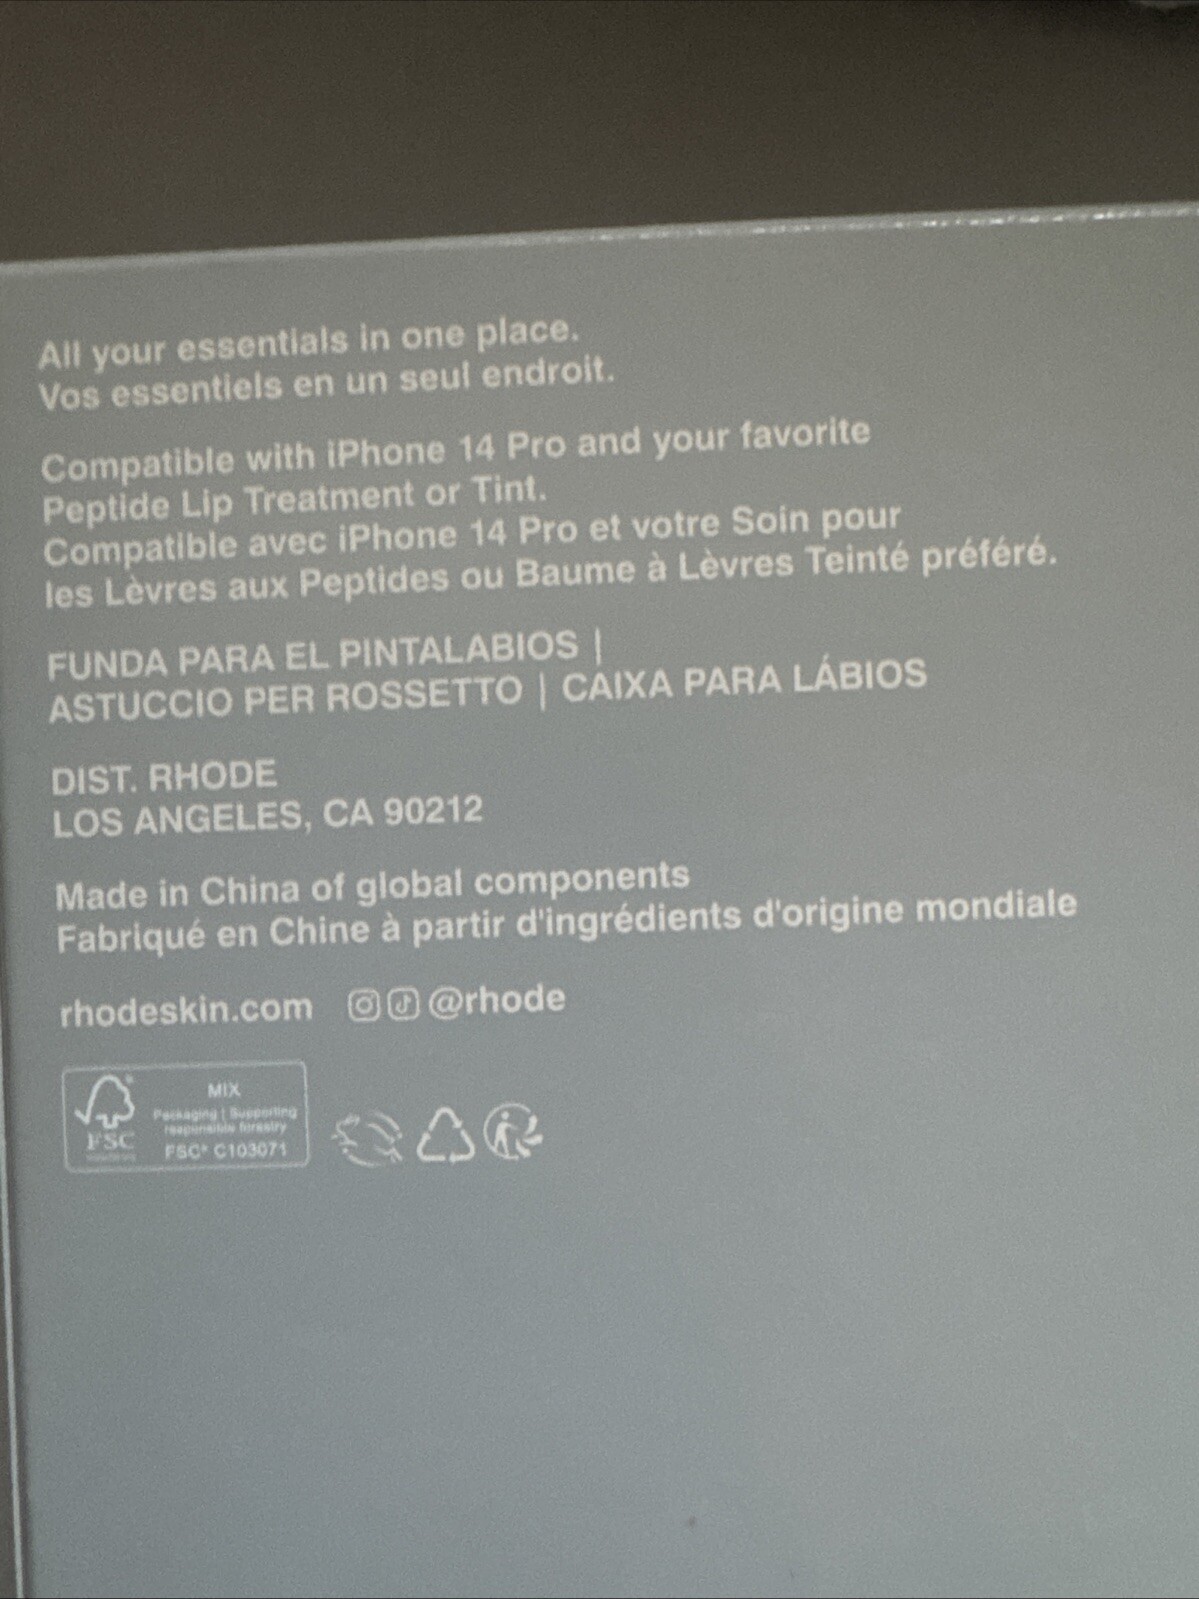 All your essentials in one place.
Vos essentiels en un seul endroit.
Compatible with iPhone 14 Pro and your favorite
Peptide Lip Treatment or Tint.
Compatible avec iPhone 14 Pro et votre Soin pour
les Lèvres aux Peptides ou Baume à Lèvres Teinté préféré.
FUNDA PARA EL PINTALABIOS |
ASTUCCIO PER ROSSETTO | CAIXA PARA LÁBIOS
DIST. RHODE
LOS ANGELES, CA 90212
Made in China of global components
Fabriqué en Chine à partir d'ingrédients d'origine mondiale
rhodeskin.com @rhode
FSC
MIX
Packaging | Supporting
responsible forestry
FSC® C103071